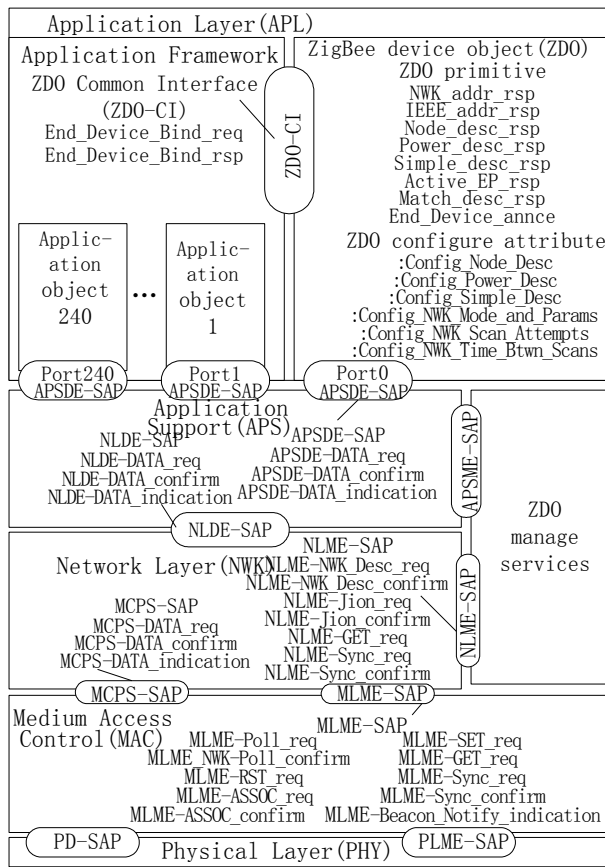 Application Layer(APL)
Application Framework
ZDO Common Interface
(ZDO-CI)
End_Device_Bind_req
End_Device_Bind_rsp
ZDO-CI
ZigBee device object(ZDO)
ZDO primitive
NWK_addr_rsp
IEEE_addr_rsp
Node_desc_rsp
Power_desc_rsp
Simple_desc_rsp
Active_EP_rsp
Match_desc_rsp
End_Device_annce
ZDO configure attribute
:Config_Node_Desc
:Config_Power_Desc
:Config_Simple_Desc
:Config_NWK_Mode_and_Params
:Config_NWK_Scan_Attempts
:Config_NWK_Time_Btwn_Scans
Applic-
ation
object
240
...
Applic-
ation
object
1
Port240
APSDE-SAP
Port1
APSDE-SAP
Port0
APSDE-SAP
Application
Support(APS)
NLDE-SAP
NLDE-DATA_req
NLDE-DATA_confirm
NLDE-DATA_indication
APSDE-SAP
APSDE-DATA_req
APSDE-DATA_confirm
APSDE-DATA_indication
APSME-SAP
NLDE-SAP
ZDO
manage
services
Network Layer(NWK)
NLME-SAP
NLME-NWK_Desc_req
NLME-NWK_Desc_confirm
NLME-Jion_req
NLME-Jion_confirm
NLME-GET_req
NLME-Sync_req
NLME-Sync_confirm
NLME-SAP
MCPS-SAP
MCPS-DATA_req
MCPS-DATA_confirm
MCPS-DATA_indication
MCPS-SAP
MLME-SAP
Medium Access
Control(MAC)
MLME-SAP
MLME-Poll_req
MLME_NWK-Poll_confirm
MLME-RST_req
MLME-ASSOC_req
MLME-ASSOC_confirm
MLME-SET_req
MLME-GET_req
MLME-Sync_req
MLME-Sync_confirm
MLME-Beacon_Notify_indication
PD-SAP
PLME-SAP
Physical Layer(PHY)